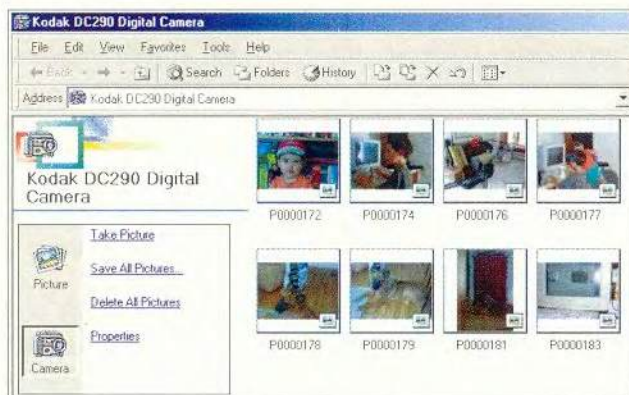 Kodak DC290 Digital Camera
File Edit View Favorites Tools Help
Back Search Folders History
Address Kodak DC290 Digital Camera
Kodak DC290 Digital
Camera
Take Picture
Save All Pictures...
Picture
Delete All Pictures
Properties
Camera
P0000172 P0000174 P0000176 P0000177
P0000178 P0000179 P0000181 P0000183